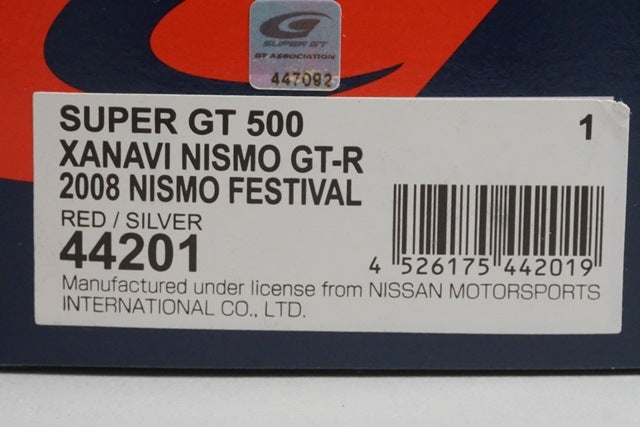 SUPER GT
GT ASSOCIATION
447092
SUPER GT 500
1
XANAVI NISMO GT-R
2008 NISMO FESTIVAL
RED / SILVER
44201
4 526175 442019
Manufactured under license from NISSAN MOTORSPORTS
INTERNATIONAL CO., LTD.